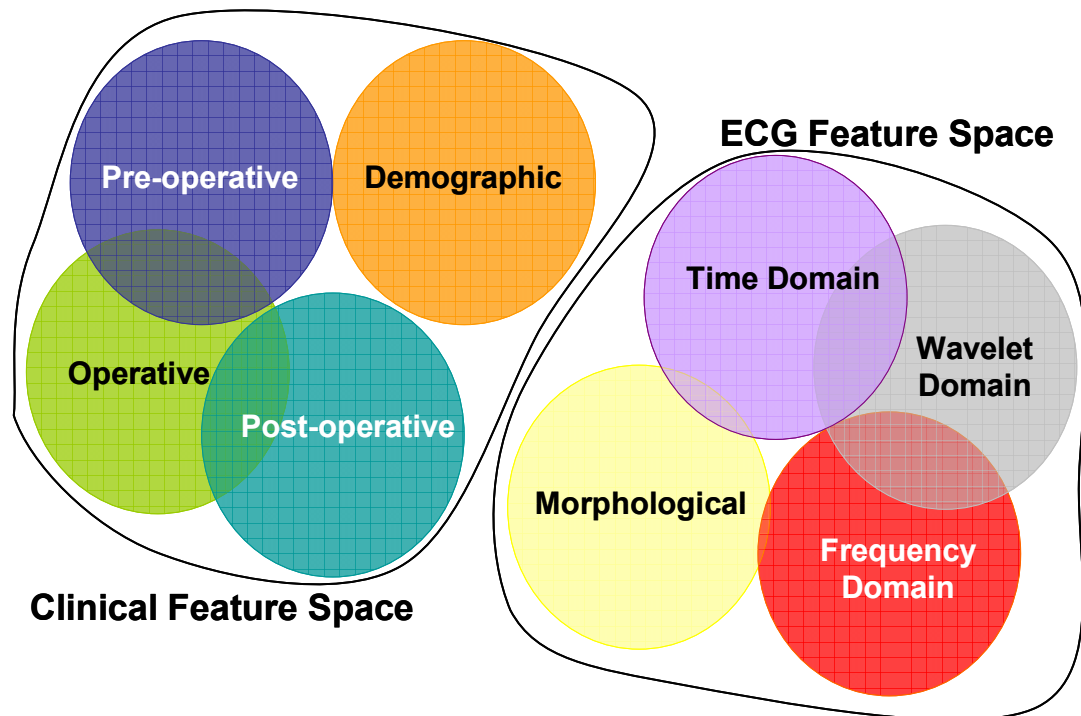 Pre-operative
Demographic
Operative
Post-operative
Clinical Feature Space
ECG Feature Space
Time Domain
Wavelet
Domain
Morphological
Frequency
Domain